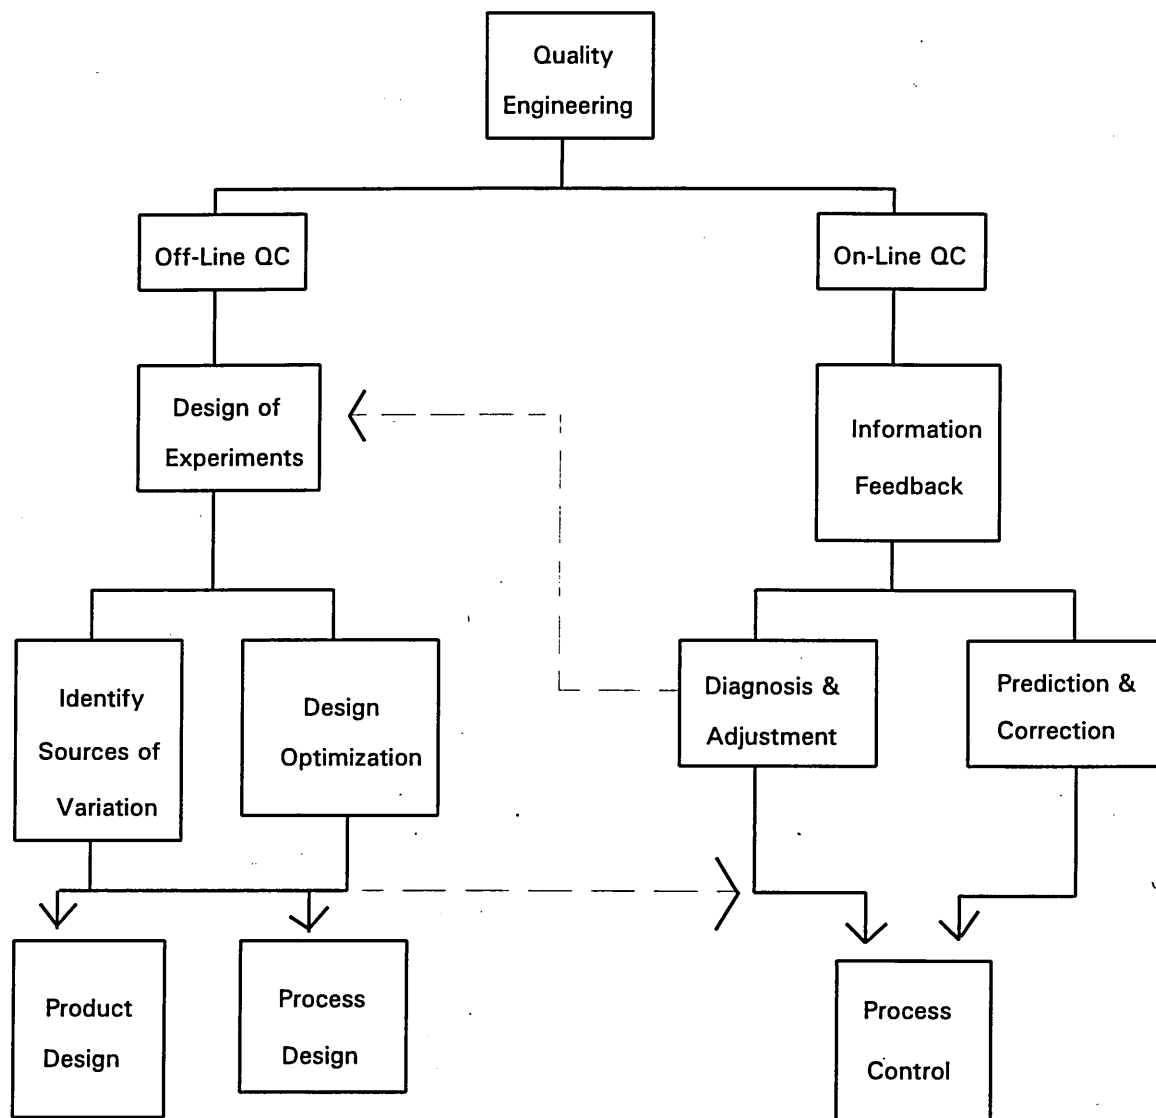 Quality
Engineering
Off-Line QC
On-Line QC
Design of
Experiments
Information
Feedback
Identify
Sources of
Variation
Design
Optimization
Diagnosis &
Adjustment
Prediction &
Correction
Product
Design
Process
Design
Process
Control